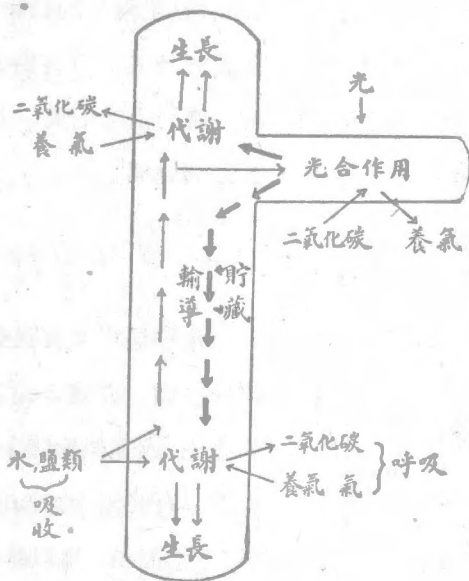 生長
光
二氧化碳
養氣
代謝
光合作用
二氧化碳 養氣
輸導 貯藏
水,鹽類
吸收.
代謝
二氧化碳
養氣 氣
呼吸
生長